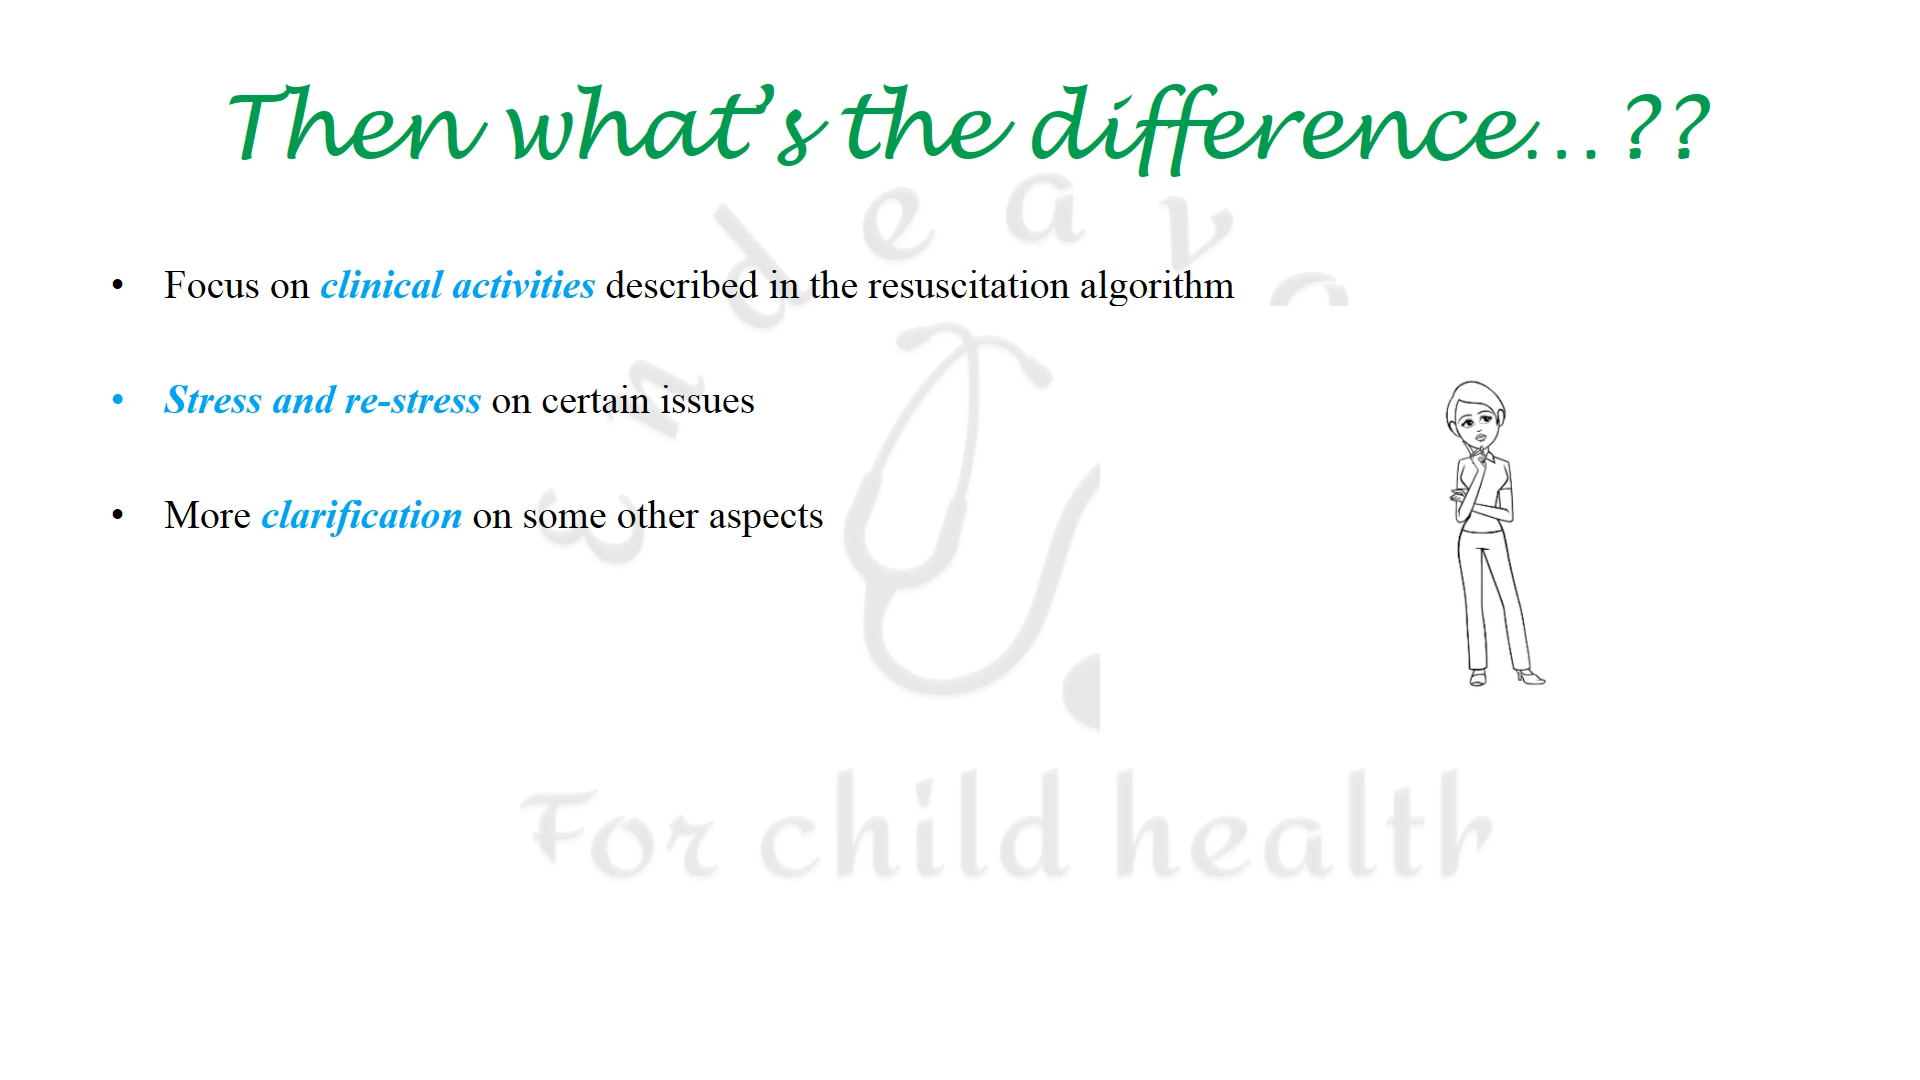 Then what's the difference…??
• Focus on clinical activities described in the resuscitation algorithm
• Stress and re-stress on certain issues
• More clarification on some other aspects
For child health